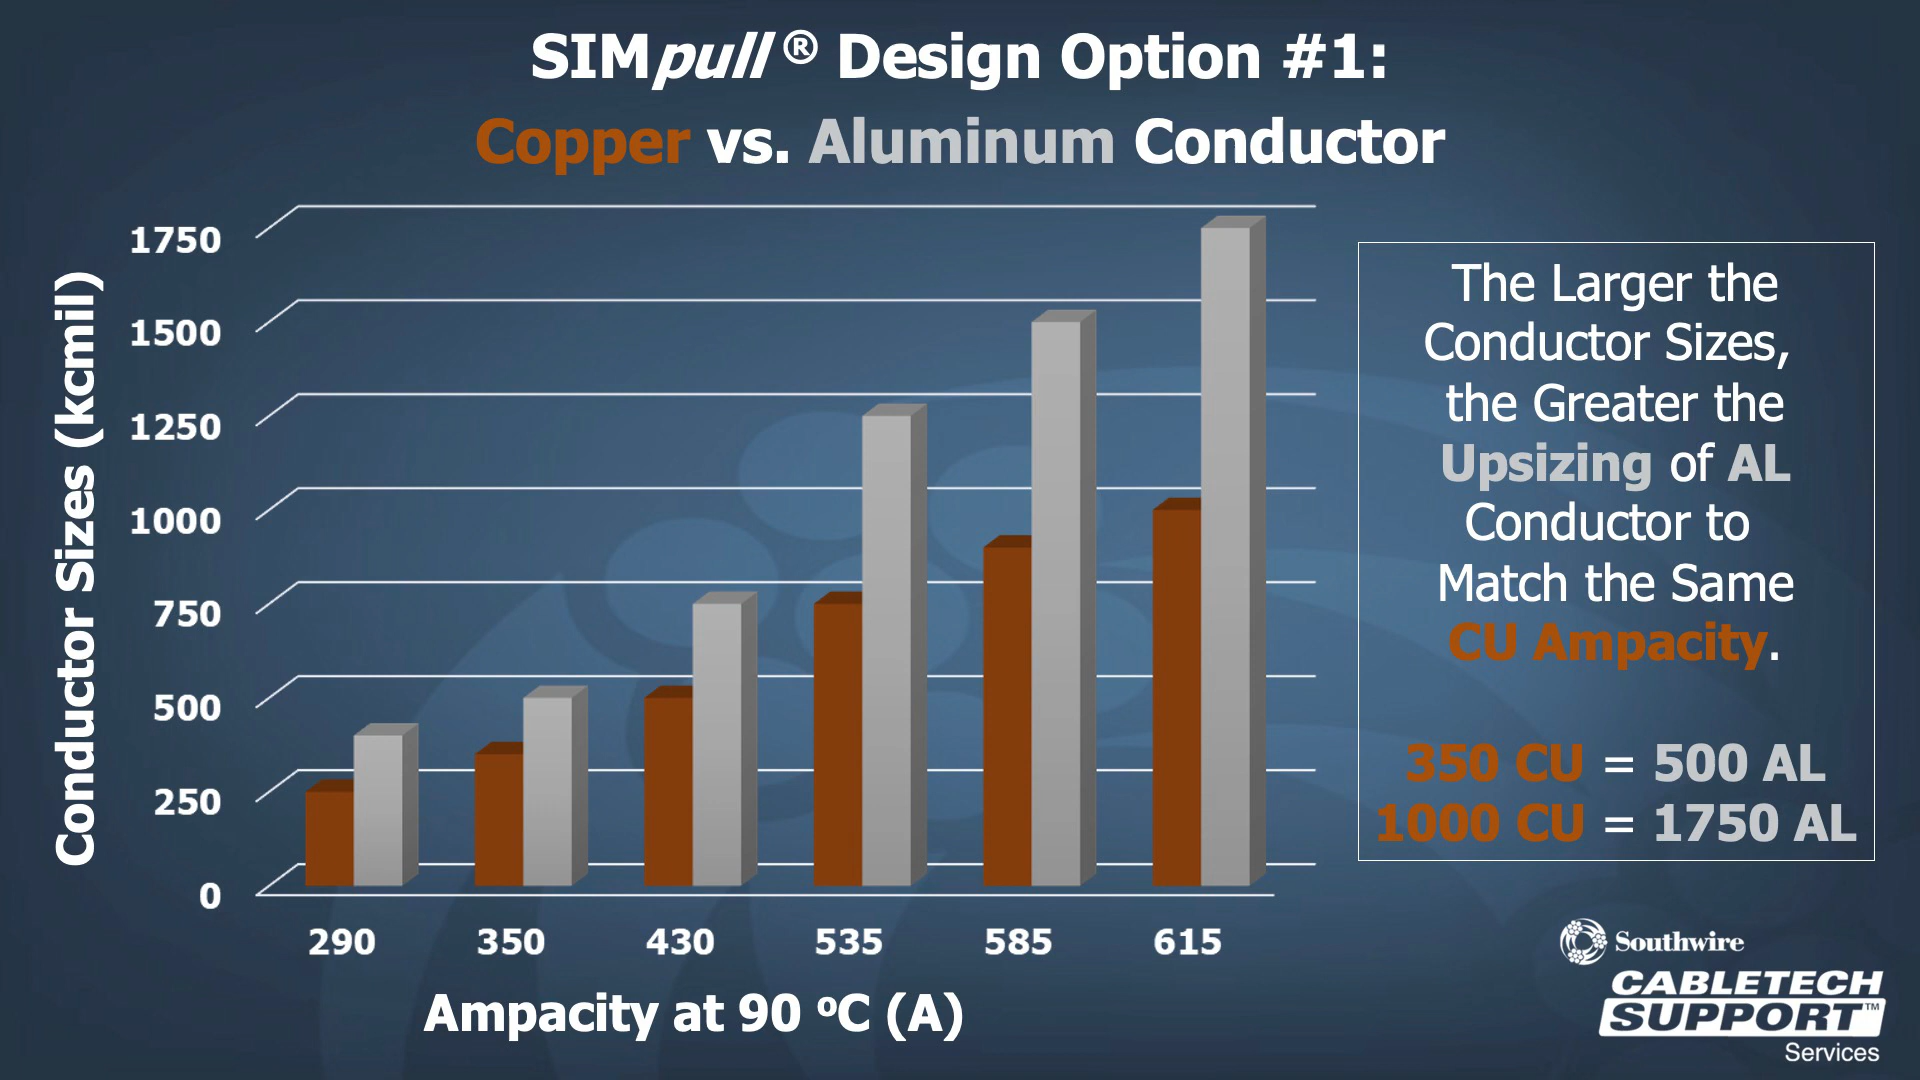 SIMpull® Design Option #1:
Copper vs. Aluminum Conductor
Conductor Sizes (kcmil)
1750
1500
1250
1000
750
500
250
0
290 350 430 535 585 615
Ampacity at 90 ºC (A)
The Larger the
Conductor Sizes,
the Greater the
Upsizing of AL
Conductor to
Match the Same
CU Ampacity.
350 CU = 500 AL
1000 CU = 1750 AL
Southwire
CABLETECH
SUPPORT™
Services